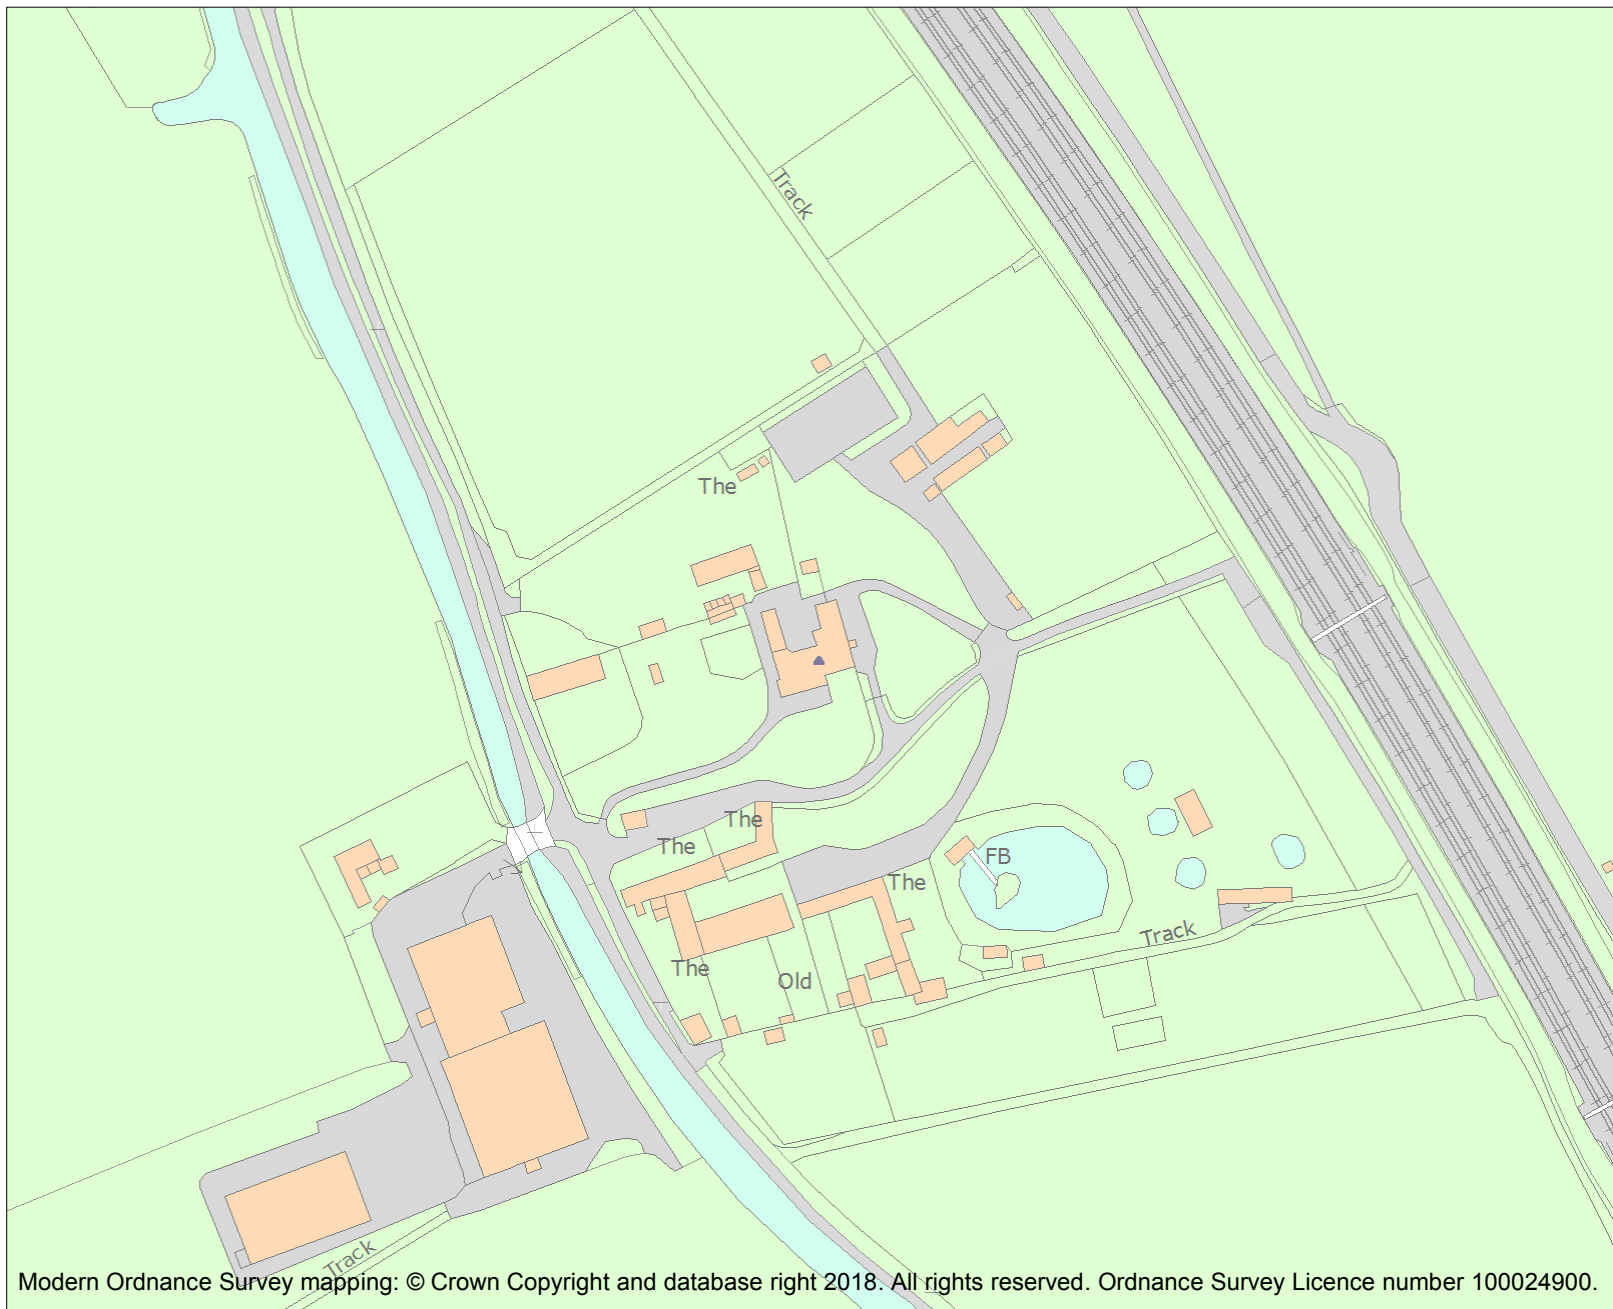 Track
The
The
The
FB
The
Track
The
Old
Track
Modern Ordnance Survey mapping: © Crown Copyright and database right 2018. All rights reserved. Ordnance Survey Licence number 100024900.